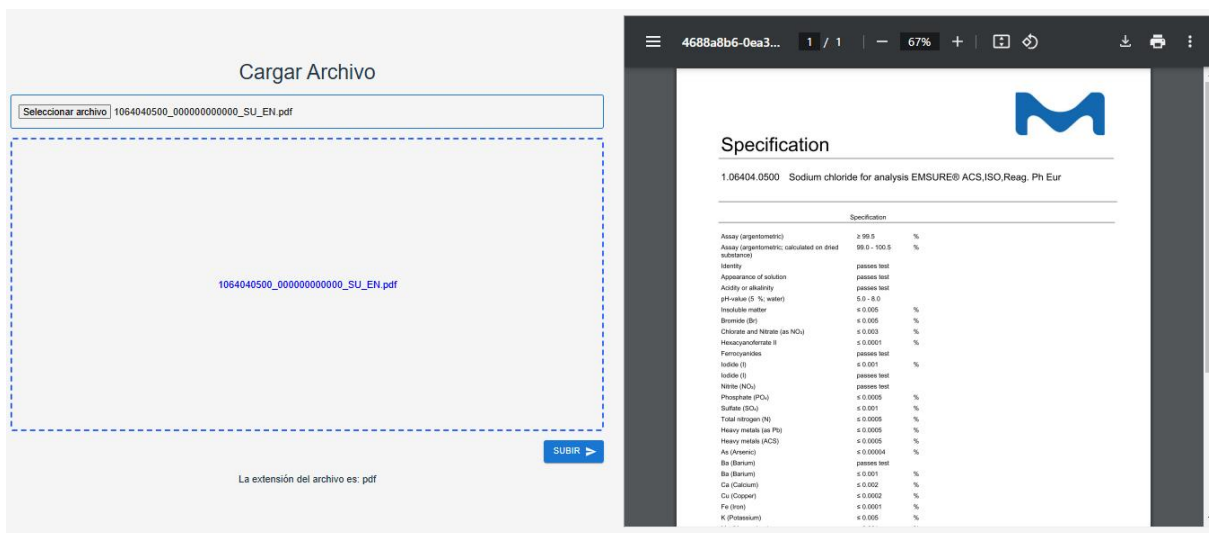 Cargar Archivo
Seleccionar archivo 1064040500_000000000000_SU_EN.pdf
1064040500_000000000000_SU_EN.pdf
SUBIR
La extensión del archivo es: pdf
4688a8b6-0ea3... 1 / 1 67%
Specification
1.06404.0500 Sodium chloride for analysis EMSURE® ACS,ISO,Reag. Ph Eur
Specification
Assay (argentometric) ≥ 99.5 %
Assay (argentometric; calculated on dried 99.0 - 100.5 %
substance)
Identity passes test
Appearance of solution passes test
Acidity or alkalinity passes test
pH-value (5 %; water) 5.0 - 8.0
Insoluble matter ≤ 0.005 %
Bromide (Br) ≤ 0.005 %
Chlorate and Nitrate (as NO₃) ≤ 0.003 %
Hexacyanoferrate II ≤ 0.0001 %
Ferrocyanides passes test
Iodide (I) ≤ 0.001 %
Iodide (I) passes test
Nitrite (NO₂) passes test
Phosphate (PO₄) ≤ 0.0005 %
Sulfate (SO₄) ≤ 0.001 %
Total nitrogen (N) ≤ 0.0005 %
Heavy metals (as Pb) ≤ 0.0005 %
Heavy metals (ACS) ≤ 0.0005 %
As (Arsenic) ≤ 0.00004 %
Ba (Barium) passes test
Ba (Barium) ≤ 0.001 %
Ca (Calcium) ≤ 0.002 %
Cu (Copper) ≤ 0.0002 %
Fe (Iron) ≤ 0.0001 %
K (Potassium) ≤ 0.005 %